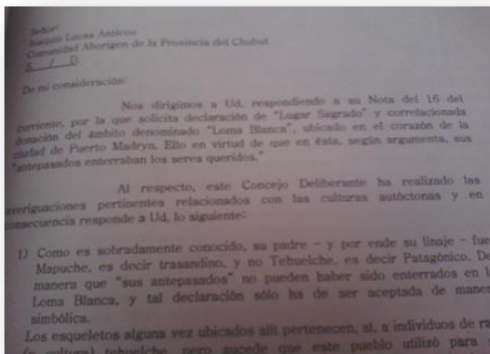 Señor:
Joaquín Lucas Antieco
Comunidad Aborigen de la Provincia del Chubut
S / D.
De mi consideración:
Nos dirigimos a Ud, respondiendo a su Nota del 16 del
corriente, por la que solicita declaración de "Lugar Sagrado" y correlacionada
donación del ámbito denominado "Loma Blanca", ubicado en el corazón de la
ciudad de Puerto Madryn. Ello en virtud de que en ésta, según argumenta, sus
"antepasados enterraban los seres queridos."
Al respecto, este Concejo Deliberante ha realizado las
averiguaciones pertinentes relacionados con las culturas autóctonas y en
consecuencia responde a Ud, lo siguiente:
1) Como es sobradamente conocido, su padre - y por ende su linaje - fue
Mapuche, es decir trasandino, y no Tehuelche, es decir Patagónico. De
manera que "sus antepasados" no pueden haber sido enterrados en l
Loma Blanca, y tal declaración sólo ha de ser aceptada de maner
simbólica.
Los esqueletos alguna vez ubicados allí pertenecen, sí, a individuos de ra
cultura) tehuelche, pero sucede que este pueblo utilizó para